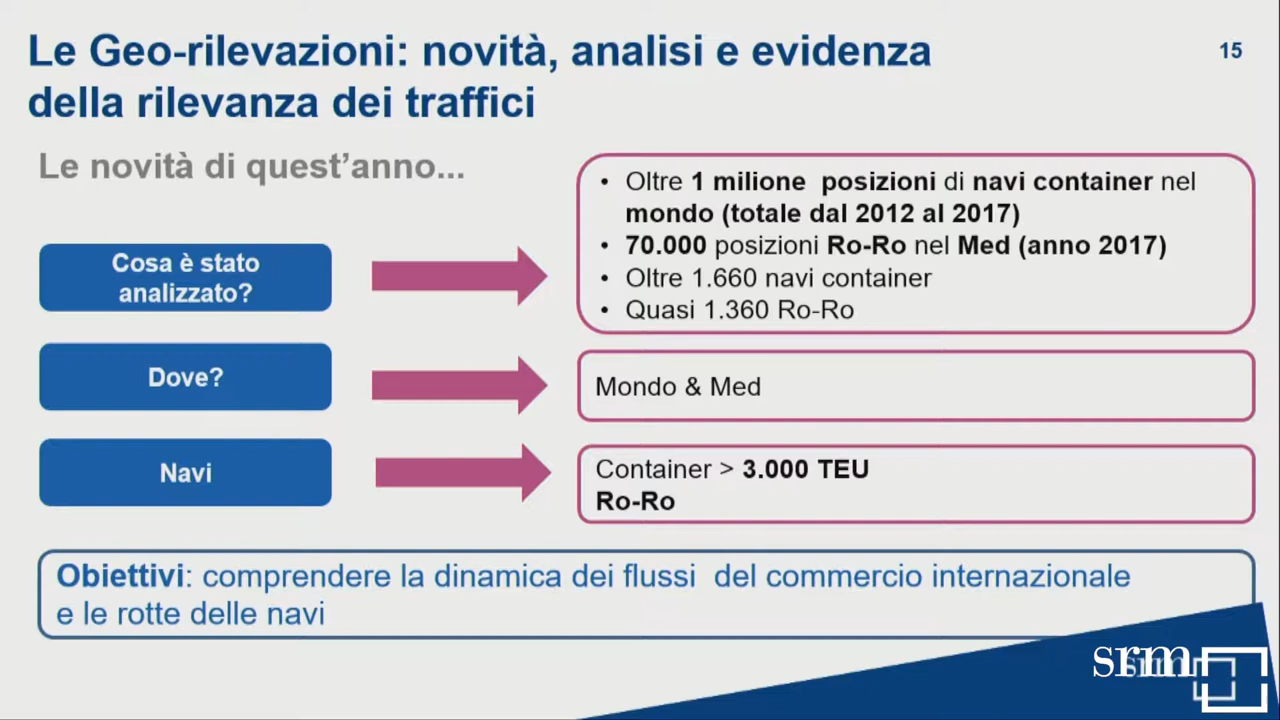 Le Geo-rilevazioni: novità, analisi e evidenza
della rilevanza dei traffici
15
Le novità di quest'anno...
Cosa è stato
analizzato?
• Oltre 1 milione posizioni di navi container nel
mondo (totale dal 2012 al 2017)
• 70.000 posizioni Ro-Ro nel Med (anno 2017)
• Oltre 1.660 navi container
• Quasi 1.360 Ro-Ro
Dove?
Mondo & Med
Navi
Container > 3.000 TEU
Ro-Ro
Obiettivi: comprendere la dinamica dei flussi del commercio internazionale
e le rotte delle navi
srm
srm